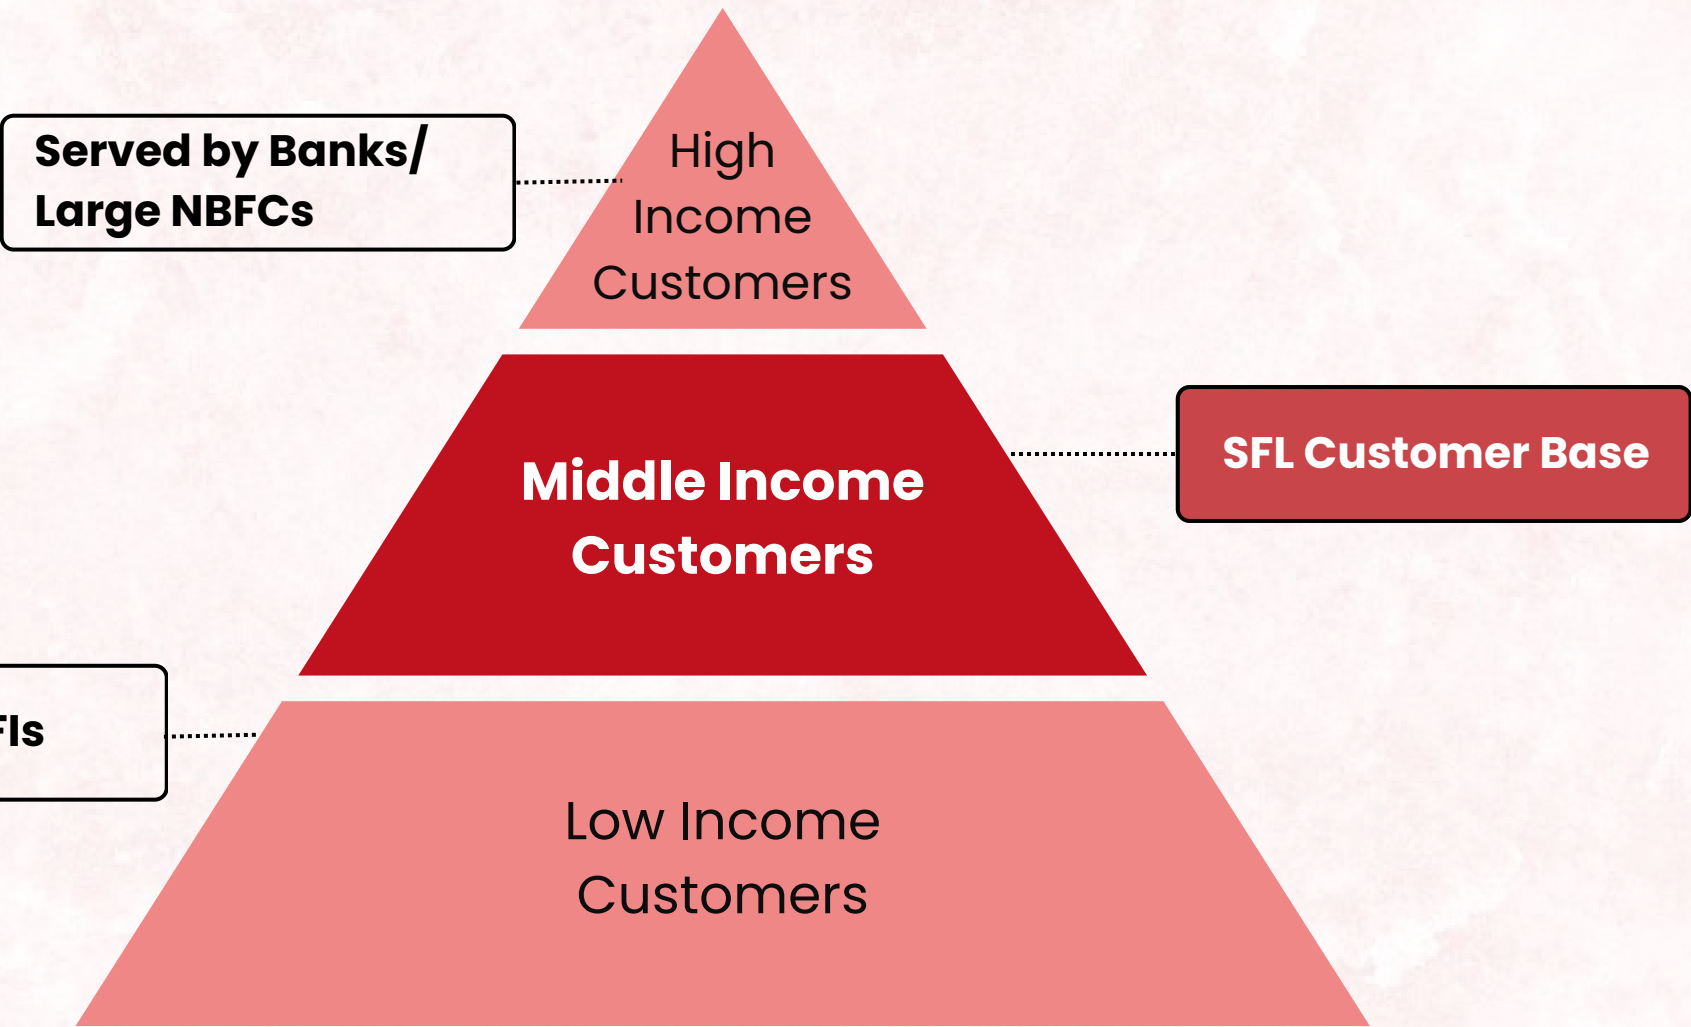 Served by Banks/
Large NBFCs
High
Income
Customers
SFL Customer Base
Middle Income
Customers
Low Income
Customers